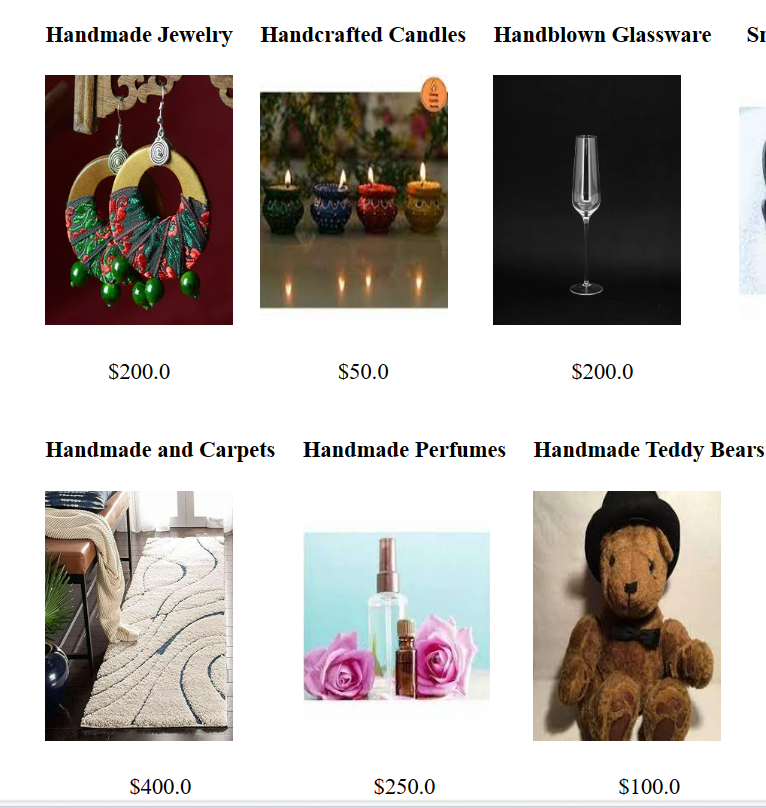 Handmade Jewelry Handcrafted Candles Handblown Glassware
$200.0 $50.0 $200.0
Handmade and Carpets Handmade Perfumes Handmade Teddy Bears
$400.0 $250.0 $100.0